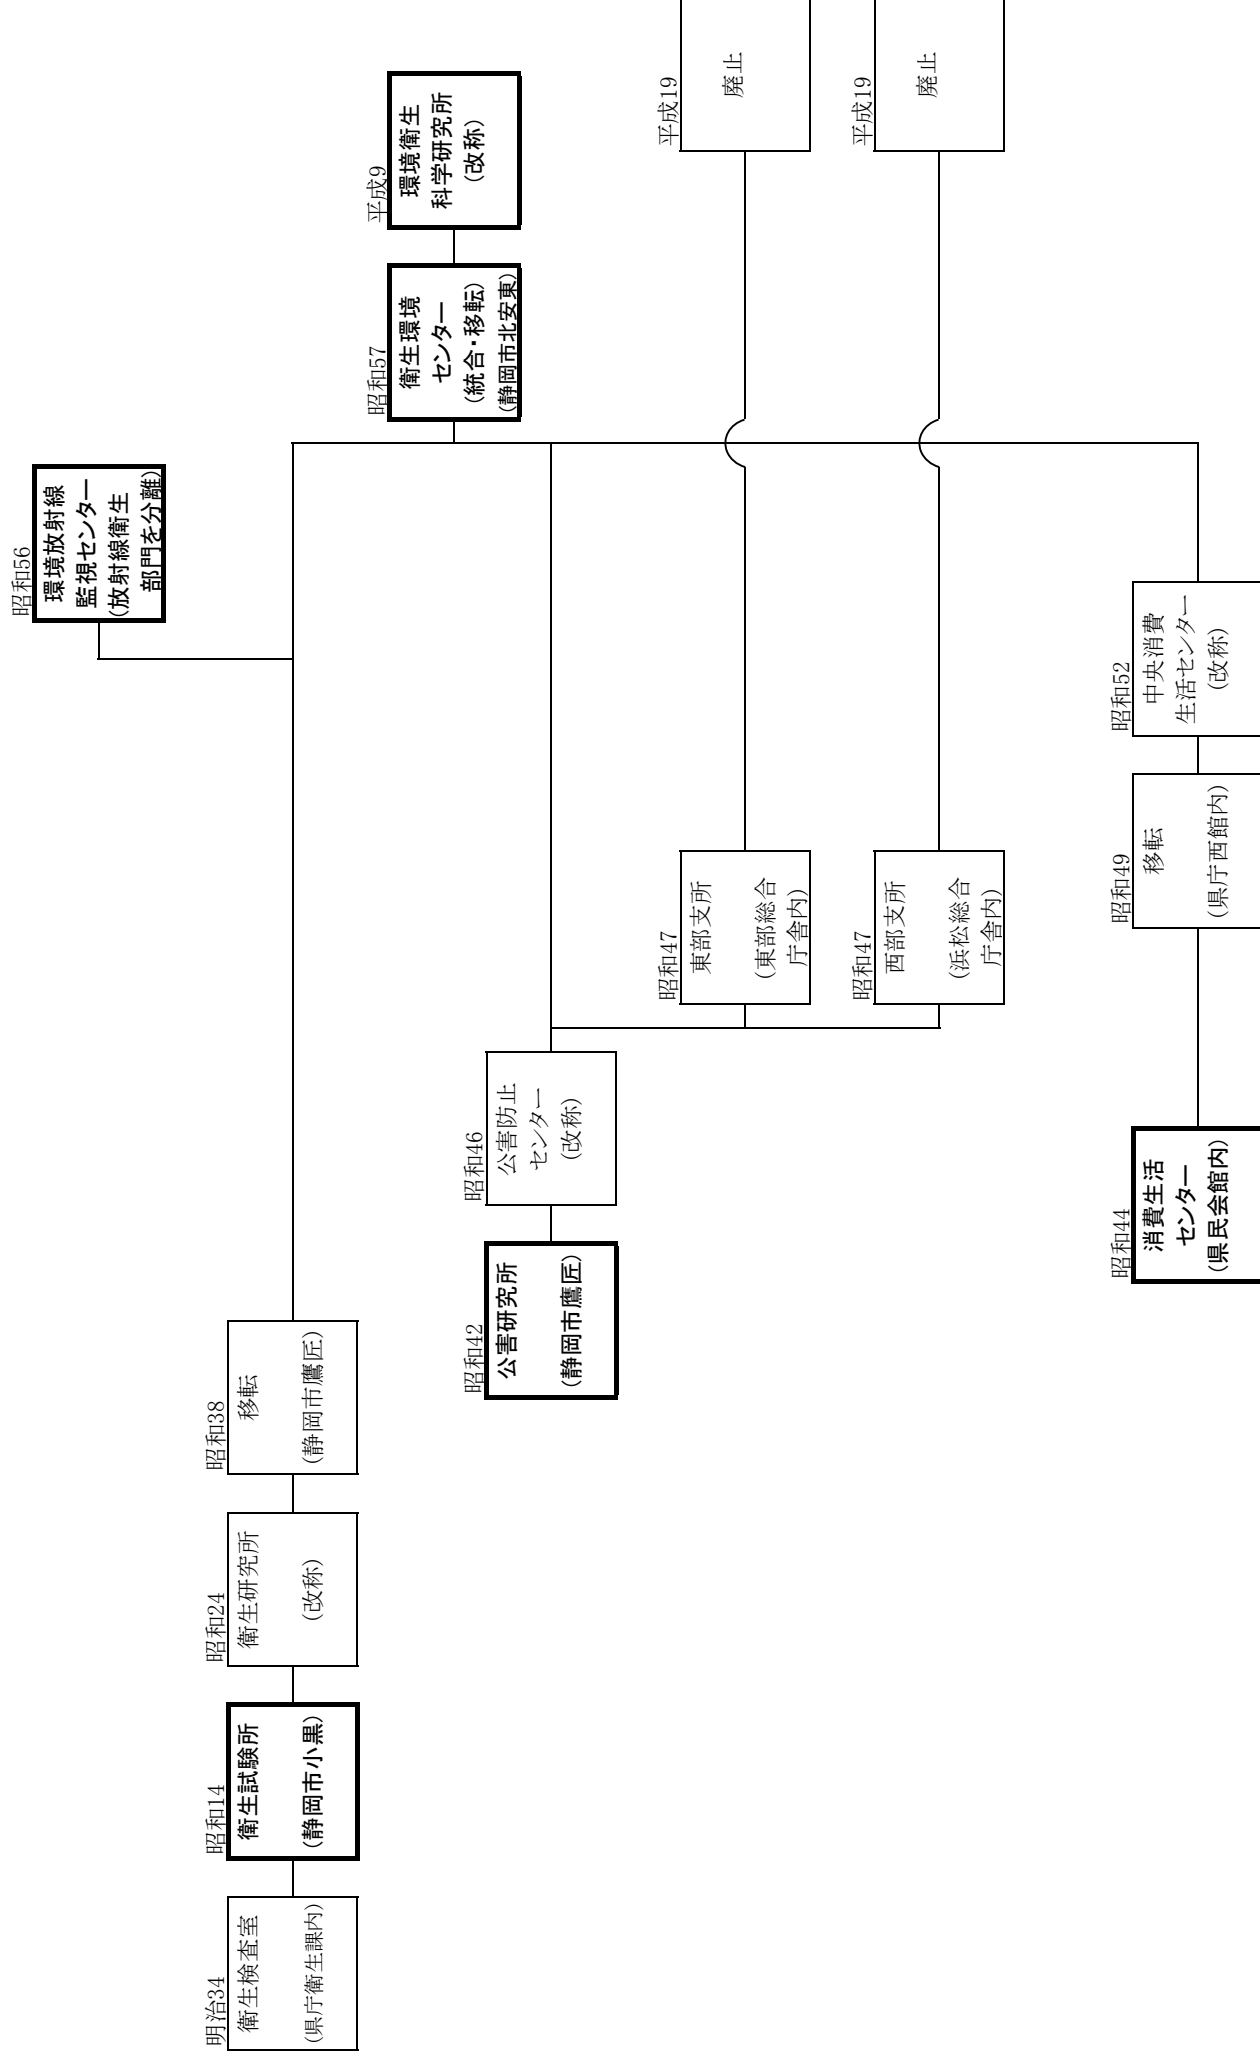 明治34
衛生検査室
(県庁衛生課内)
昭和14
衛生試験所
(静岡市小黒)
昭和24
衛生研究所
(改称)
昭和38
移転
(静岡市鷹匠)
昭和56
環境放射線
監視センター
(放射線衛生
部門を分離)
昭和57
衛生環境
センター
(統合・移転)
(静岡市北安東)
平成9
環境衛生
科学研究所
(改称)
昭和42
公害研究所
(静岡市鷹匠)
昭和46
公害防止
センター
(改称)
昭和47
東部支所
(東部総合
庁舎内)
平成19
廃止
昭和47
西部支所
(浜松総合
庁舎内)
平成19
廃止
昭和44
消費生活
センター
(県民会館内)
昭和49
移転
(県庁西館内)
昭和52
中央消費
生活センター
(改称)